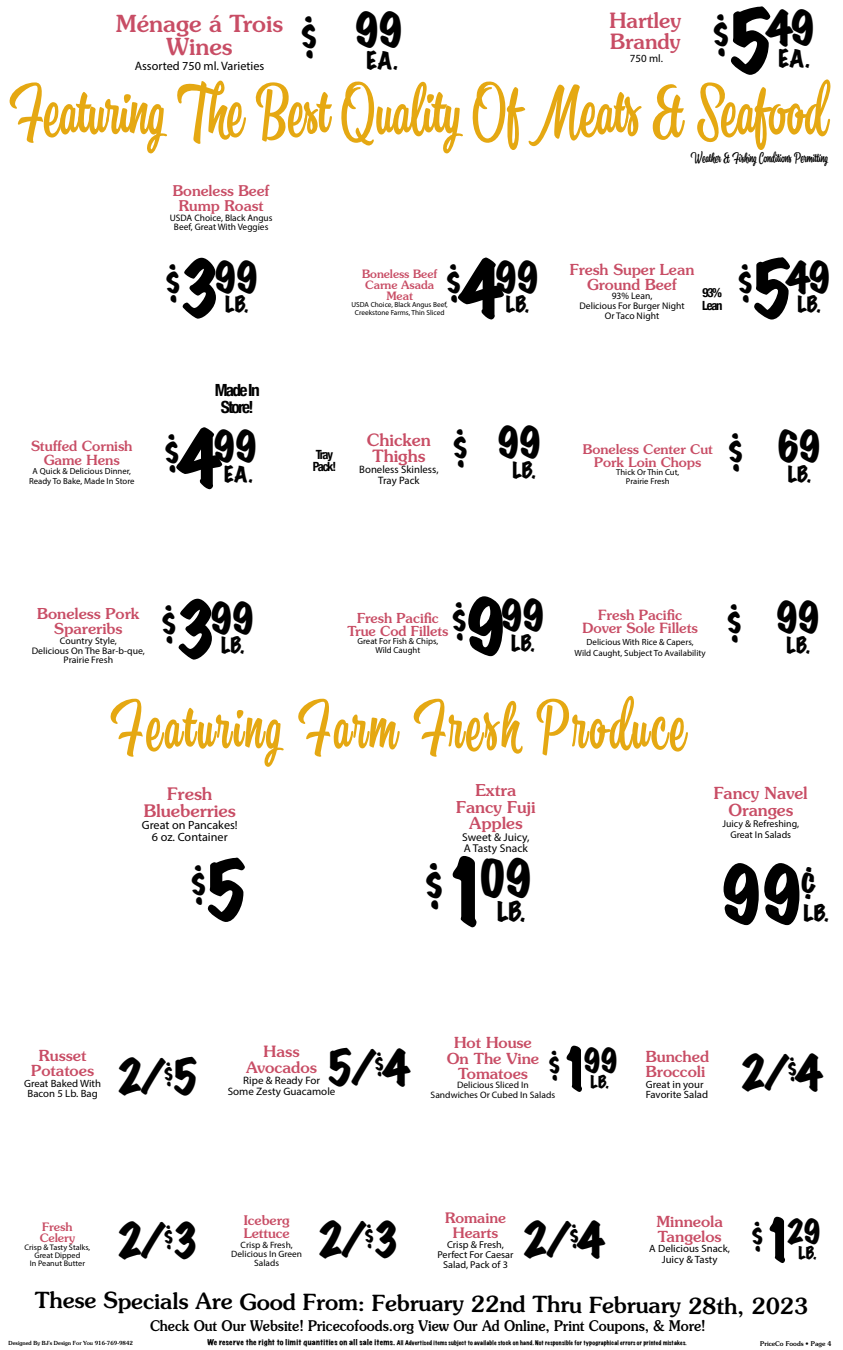 Ménage á Trois
Wines
Assorted 750 ml. Varieties
$ 99
EA.
Hartley
Brandy
750 ml.
$5 49
EA.
Featuring The Best Quality Of Meats & Seafood
Weather & Fishing Conditions Permitting
Boneless Beef
Rump Roast
USDA Choice, Black Angus
Beef, Great With Veggies
$3 99
LB.
Boneless Beef
Carne Asada
Meat
USDA Choice, Black Angus Beef,
Creekstone Farms, Thin Sliced
$4 99
LB.
Fresh Super Lean
Ground Beef
93% Lean,
Delicious For Burger Night
Or Taco Night
93%
Lean
$5 49
LB.
Made In
Store!
Stuffed Cornish
Game Hens
A Quick & Delicious Dinner,
Ready To Bake, Made In Store
$4 99
EA.
Tray
Pack!
Chicken
Thighs
Boneless Skinless,
Tray Pack
$ 99
LB.
Boneless Center Cut
Pork Loin Chops
Thick Or Thin Cut,
Prairie Fresh
$ 69
LB.
Boneless Pork
Spareribs
Country Style,
Delicious On The Bar-b-que,
Prairie Fresh
$3 99
LB.
Fresh Pacific
True Cod Fillets
Great For Fish & Chips,
Wild Caught
$9 99
LB.
Fresh Pacific
Dover Sole Fillets
Delicious With Rice & Capers,
Wild Caught, Subject To Availability
$ 99
LB.
Featuring Farm Fresh Produce
Fresh
Blueberries
Great on Pancakes!
6 oz. Container
$5
Extra
Fancy Fuji
Apples
Sweet & Juicy,
A Tasty Snack
$1 09
LB.
Fancy Navel
Oranges
Juicy & Refreshing,
Great In Salads
99¢
LB.
Russet
Potatoes
Great Baked With
Bacon 5 Lb. Bag
2/$5
Hass
Avocados
Ripe & Ready For
Some Zesty Guacamole
5/$4
Hot House
On The Vine
Tomatoes
Delicious Sliced In
Sandwiches Or Cubed In Salads
$1 99
LB.
Bunched
Broccoli
Great in your
Favorite Salad
2/$4
Fresh
Celery
Crisp & Tasty Stalks,
Great Dipped
In Peanut Butter
2/$3
Iceberg
Lettuce
Crisp & Fresh,
Delicious In Green
Salads
2/$3
Romaine
Hearts
Crisp & Fresh,
Perfect For Caesar
Salad, Pack of 3
2/$4
Minneola
Tangelos
A Delicious Snack,
Juicy & Tasty
$1 29
LB.
These Specials Are Good From: February 22nd Thru February 28th, 2023
Check Out Our Website! Pricecofoods.org View Our Ad Online, Print Coupons, & More!
Designed By BJ's Design For You 916-769-9842
We reserve the right to limit quantities on all sale items. All Advertised items subject to available stock on hand. Not responsible for typographical errors or printed mistakes.
PriceCo Foods • Page 4